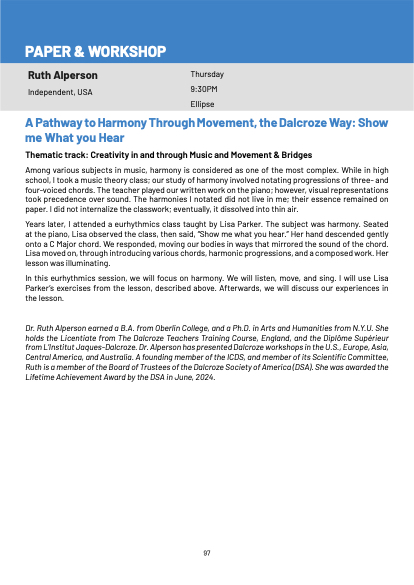 PAPER & WORKSHOP
Ruth Alperson
Independent, USA
Thursday
9:30PM
Ellipse
A Pathway to Harmony Through Movement, the Dalcroze Way: Show
me What you Hear
Thematic track: Creativity in and through Music and Movement & Bridges
Among various subjects in music, harmony is considered as one of the most complex. While in high
school, I took a music theory class; our study of harmony involved notating progressions of three- and
four-voiced chords. The teacher played our written work on the piano; however, visual representations
took precedence over sound. The harmonies I notated did not live in me; their essence remained on
paper. I did not internalize the classwork; eventually, it dissolved into thin air.
Years later, I attended a eurhythmics class taught by Lisa Parker. The subject was harmony. Seated
at the piano, Lisa observed the class, then said, “Show me what you hear.” Her hand descended gently
onto a C Major chord. We responded, moving our bodies in ways that mirrored the sound of the chord.
Lisa moved on, through introducing various chords, harmonic progressions, and a composed work. Her
lesson was illuminating.
In this eurhythmics session, we will focus on harmony. We will listen, move, and sing. I will use Lisa
Parker’s exercises from the lesson, described above. Afterwards, we will discuss our experiences in
the lesson.
Dr. Ruth Alperson earned a B.A. from Oberlin College, and a Ph.D. in Arts and Humanities from N.Y.U. She
holds the Licentiate from The Dalcroze Teachers Training Course, England, and the Diplôme Supérieur
from L’Institut Jaques-Dalcroze. Dr. Alperson has presented Dalcroze workshops in the U.S., Europe, Asia,
Central America, and Australia. A founding member of the ICDS, and member of its Scientific Committee,
Ruth is a member of the Board of Trustees of the Dalcroze Society of America (DSA). She was awarded the
Lifetime Achievement Award by the DSA in June, 2024.
97